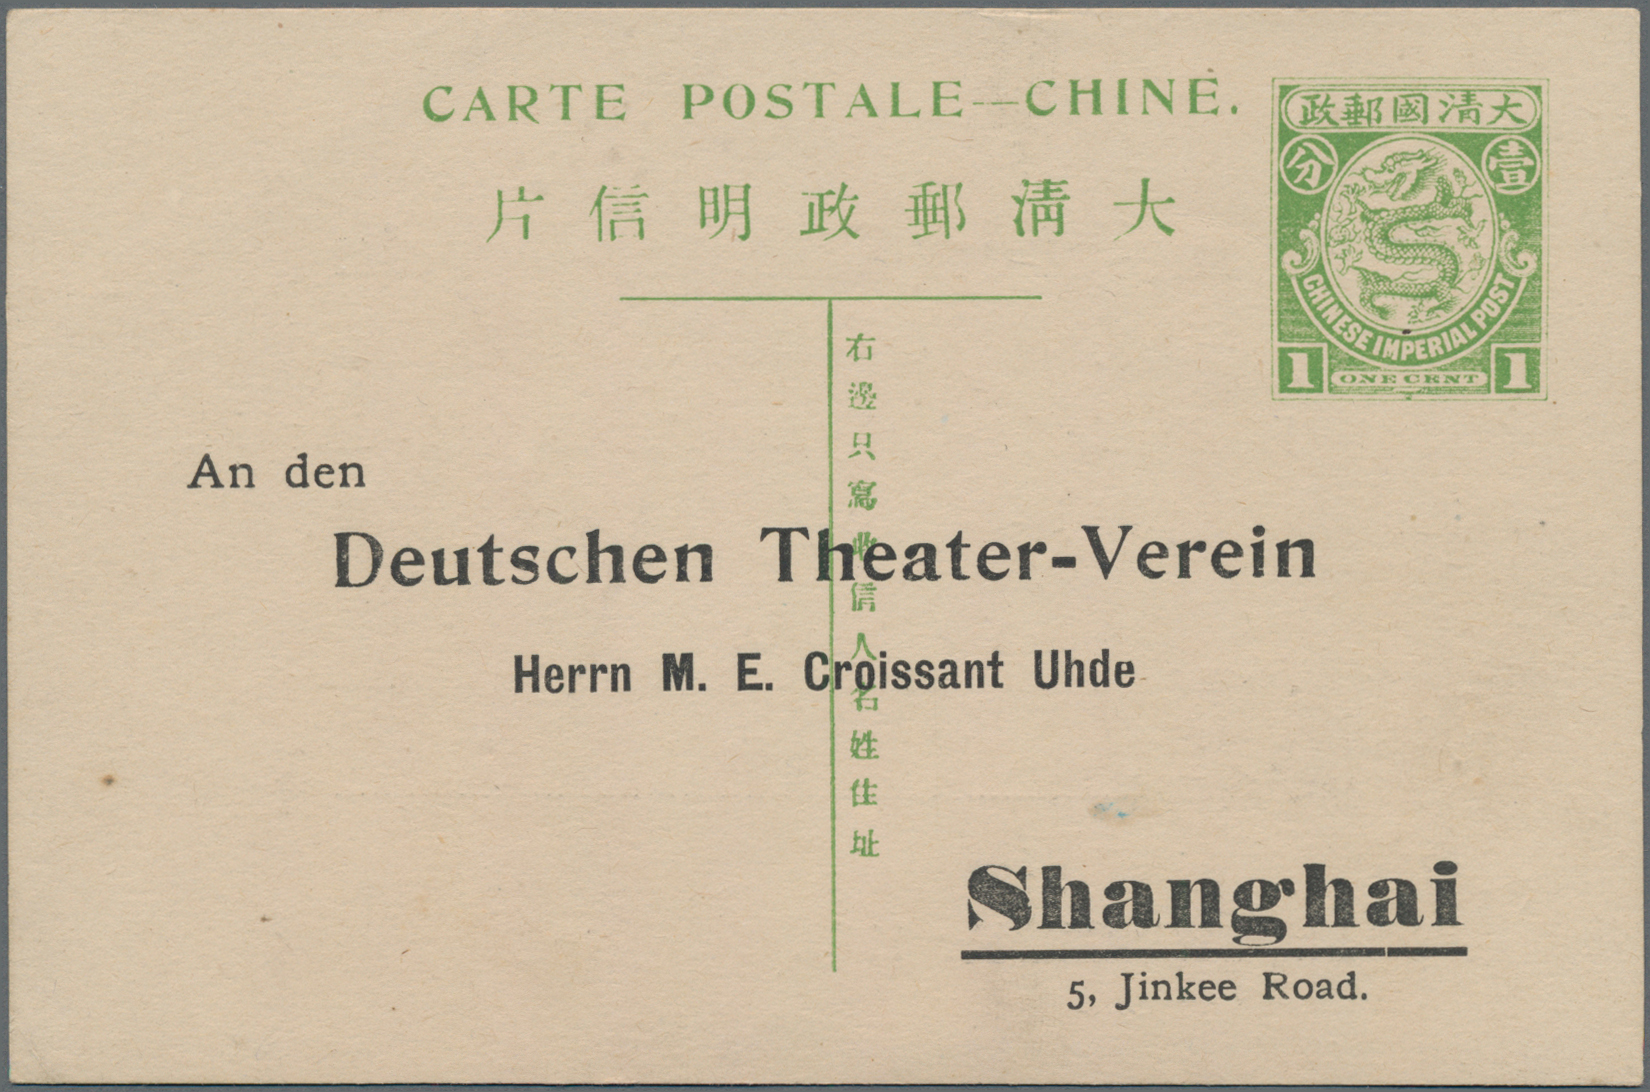 CARTE POSTALE—CHINE.
大清郵政明信片
大清國郵政
壹分
CHINESE IMPERIAL POST
1 ONE CENT 1
右邊只寫收信人名姓住址
An den
Deutschen Theater-Verein
Herrn M. E. Croissant Uhde
Shanghai
5, Jinkee Road.